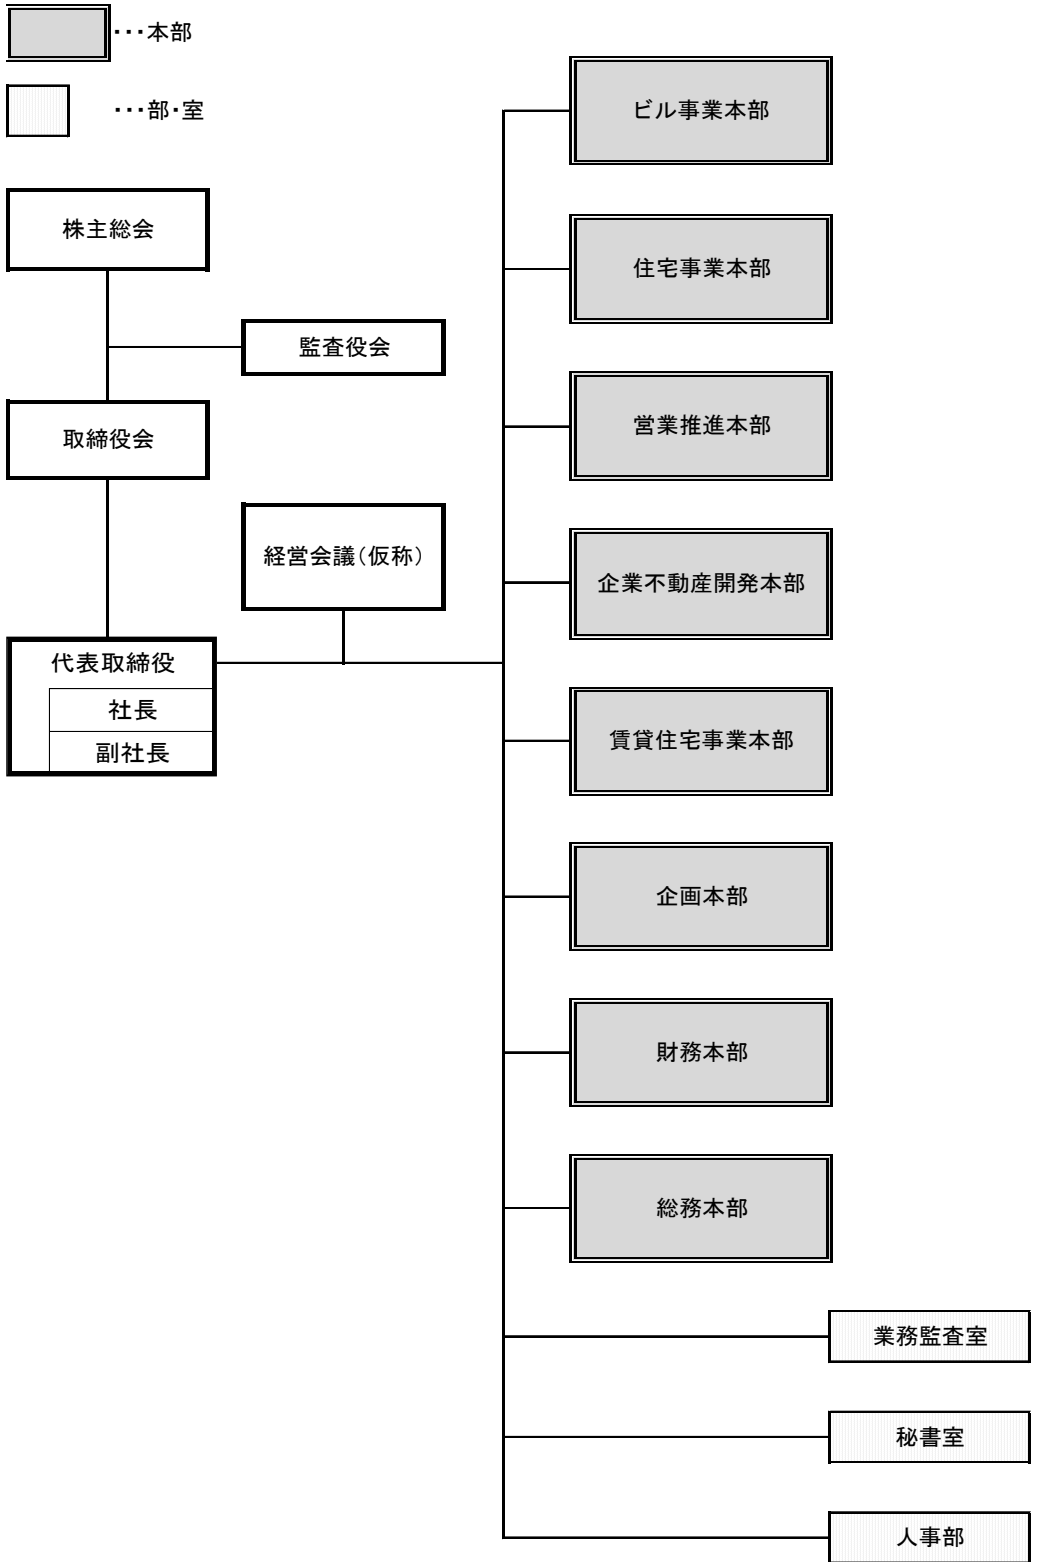 ・・・本部
・・・部・室
株主総会
監査役会
取締役会
経営会議（仮称）
代表取締役
社長
副社長
ビル事業本部
住宅事業本部
営業推進本部
企業不動産開発本部
賃貸住宅事業本部
企画本部
財務本部
総務本部
業務監査室
秘書室
人事部